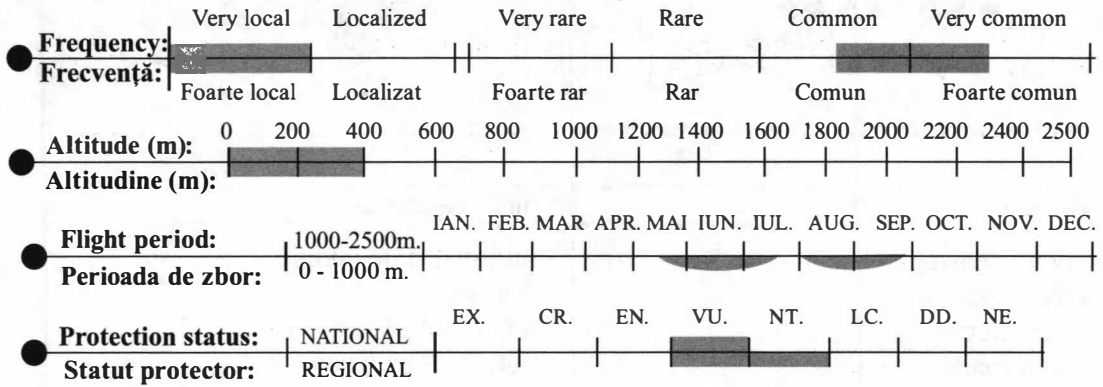 Very local Localized Very rare Rare Common Very common
Frequency:
Frecvență:
Foarte local Localizat Foarte rar Rar Comun Foarte comun
0 200 400 600 800 1000 1200 1400 1600 1800 2000 2200 2400 2500
Altitude (m):
Altitudine (m):
IAN. FEB. MAR APR. MAI IUN. IUL. AUG. SEP. OCT. NOV. DEC.
Flight period: 1000-2500m.
Perioada de zbor: 0 - 1000 m.
EX. CR. EN. VU. NT. LC. DD. NE.
Protection status: NATIONAL
Statut protector: REGIONAL